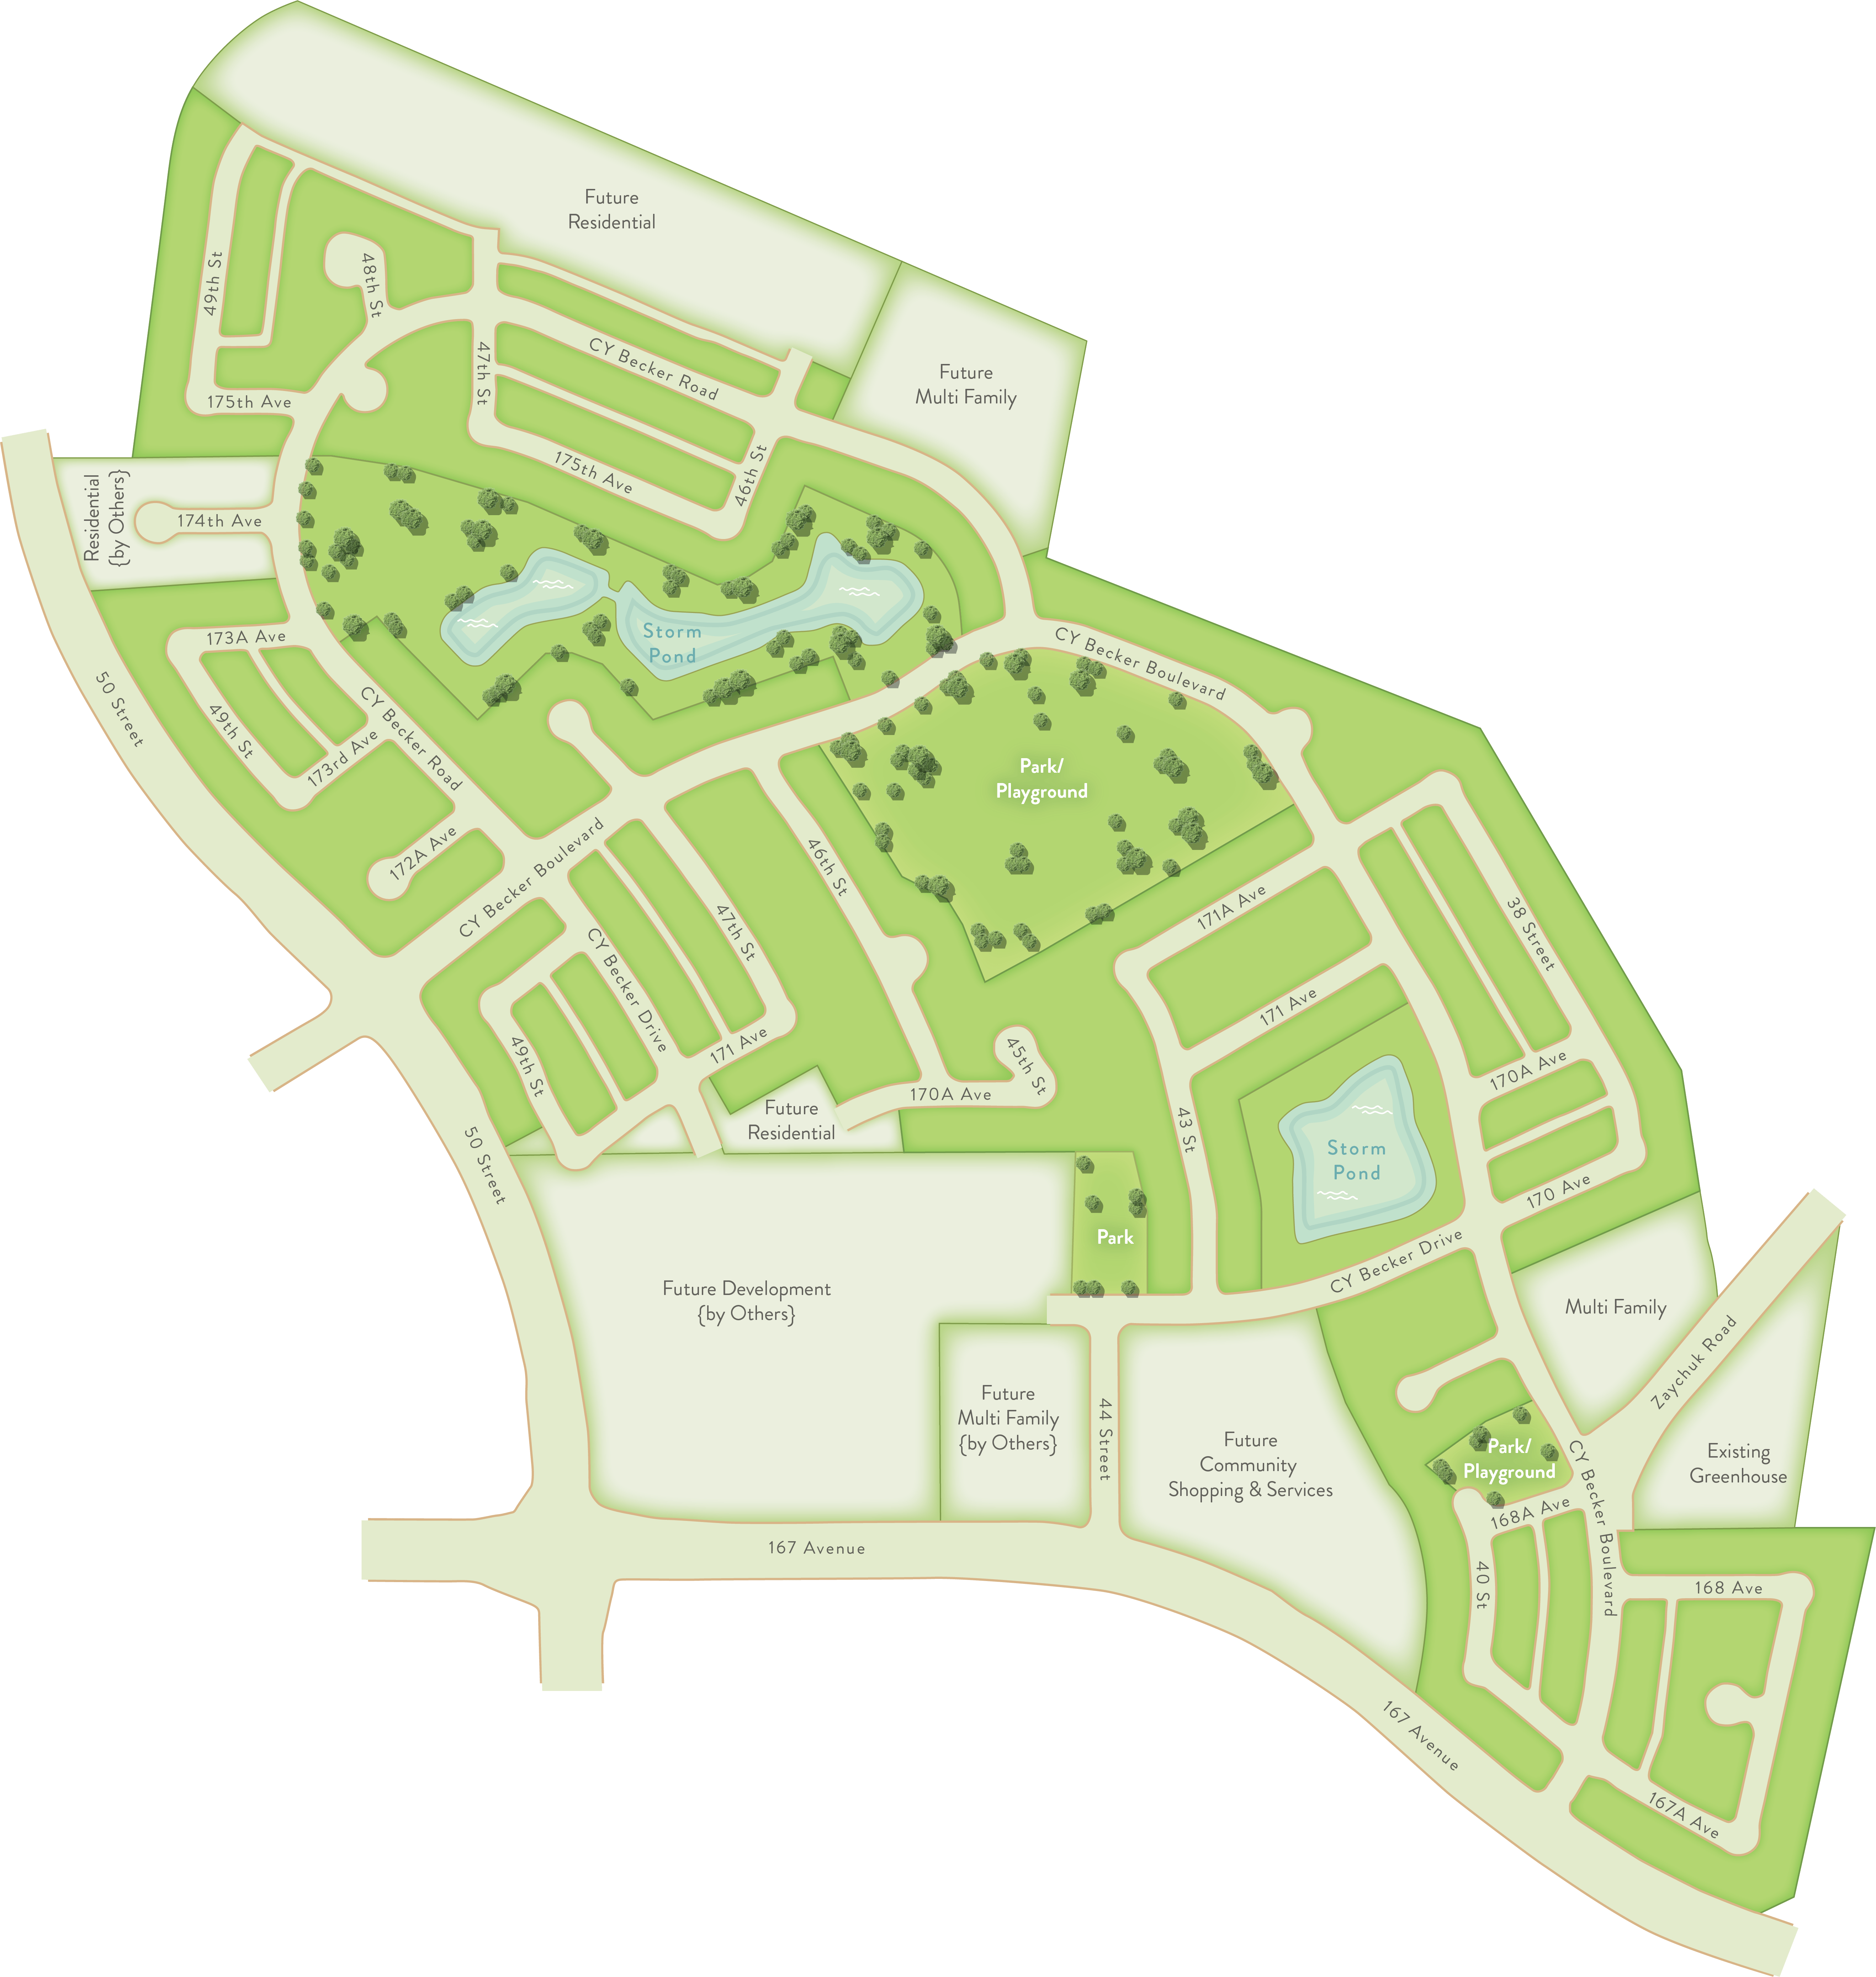 Future
Residential
49th St
48th St
47th St
CY Becker Road
Future
Multi Family
175th Ave
175th Ave
46th St
Residential
{by Others}
174th Ave
173A Ave
Storm
Pond
CY Becker Boulevard
50 Street
49th St
CY Becker Road
173rd Ave
Park/
Playground
172A Ave
CY Becker Boulevard
46th St
171A Ave
38 Street
47th St
CY Becker Drive
171 Ave
49th St
171 Ave
45th St
170A Ave
170A Ave
Future
Residential
43 St
Storm
Pond
50 Street
170 Ave
Park
CY Becker Drive
Future Development
{by Others}
Multi Family
Zaychuk Road
Future
Multi Family
{by Others}
44 Street
Future
Community
Shopping & Services
Park/
Playground
CY Becker Boulevard
Existing
Greenhouse
168A Ave
167 Avenue
40 St
168 Ave
167 Avenue
167A Ave